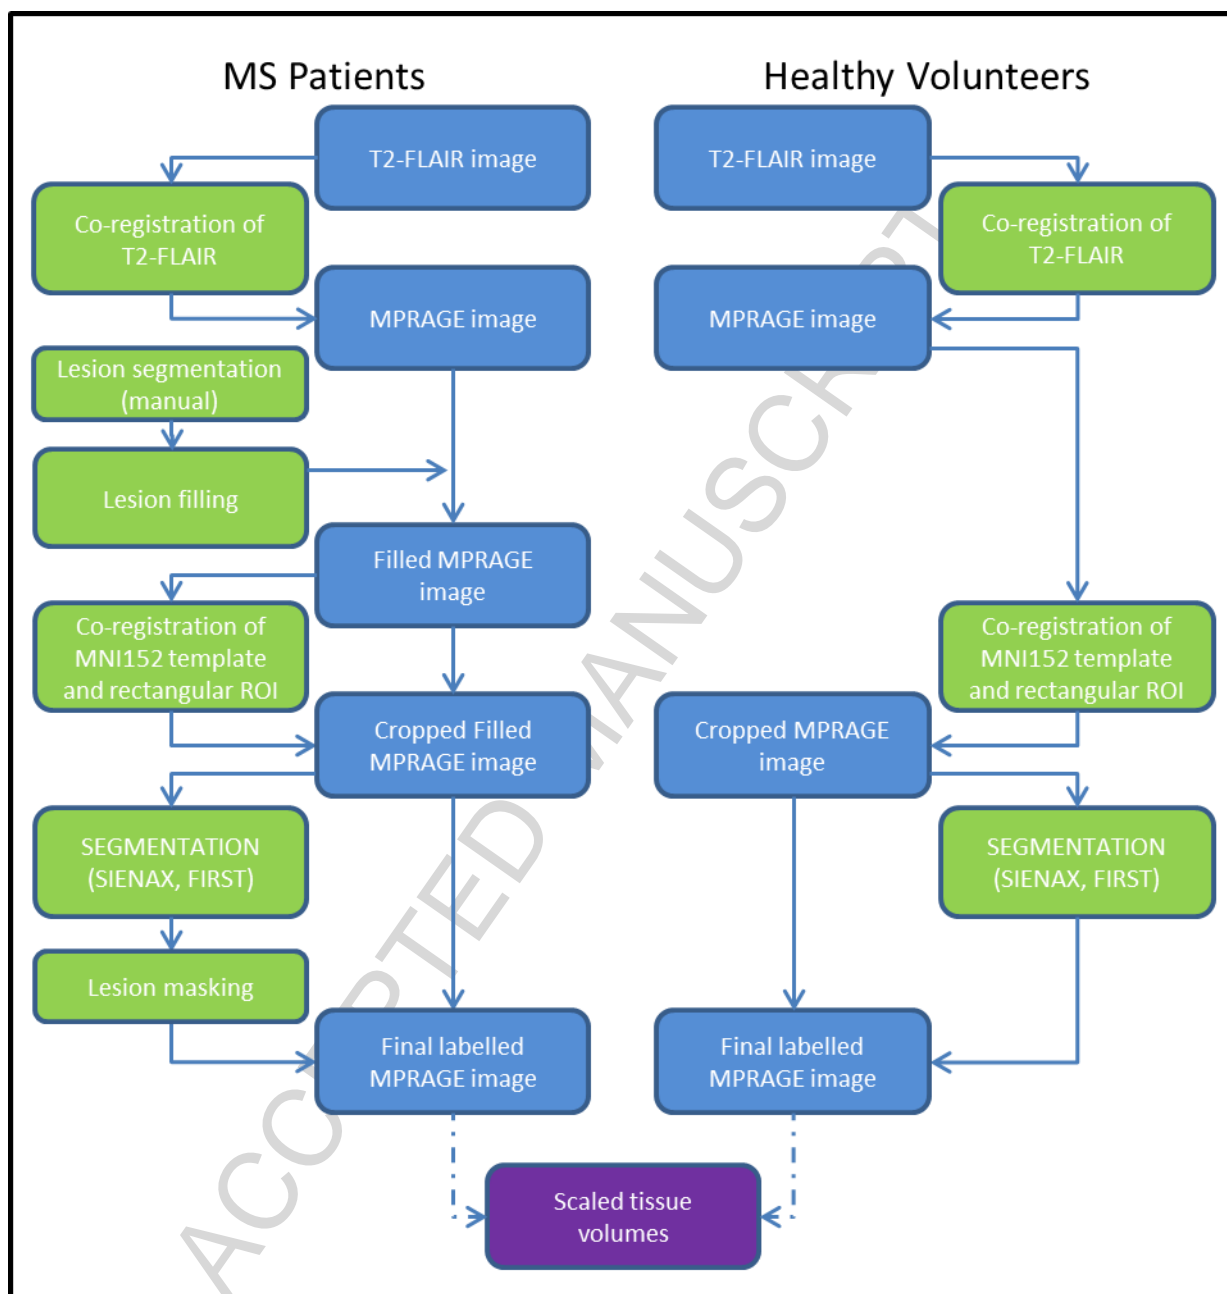 MS Patients
Healthy Volunteers
T2-FLAIR image
T2-FLAIR image
Co-registration of
T2-FLAIR
Co-registration of
T2-FLAIR
MPRAGE image
MPRAGE image
Lesion segmentation
(manual)
Lesion filling
Filled MPRAGE
image
Co-registration of
MNI152 template
and rectangular ROI
Co-registration of
MNI152 template
and rectangular ROI
Cropped Filled
MPRAGE image
Cropped MPRAGE
image
SEGMENTATION
(SIENAX, FIRST)
SEGMENTATION
(SIENAX, FIRST)
Lesion masking
Final labelled
MPRAGE image
Final labelled
MPRAGE image
Scaled tissue
volumes
ACCEPTED MANUSCRIPT